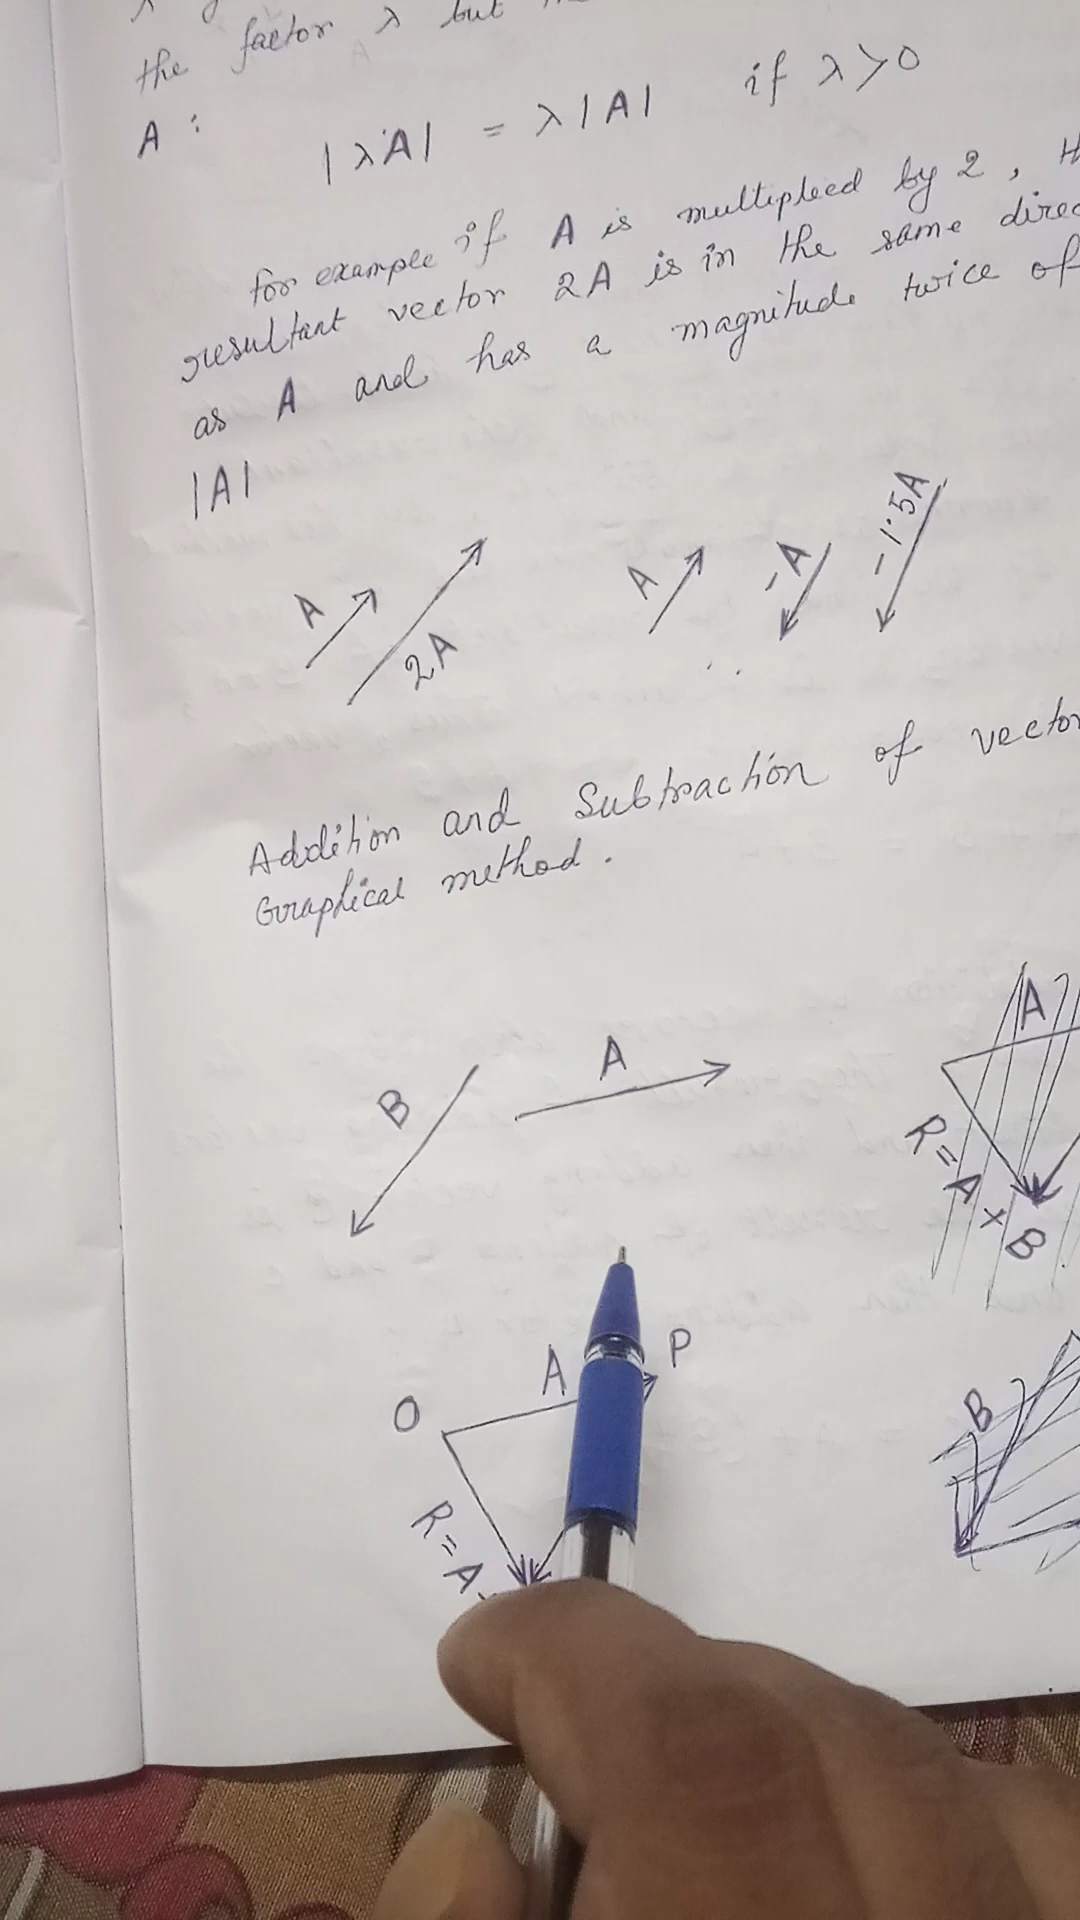 the factor λ but
A : |λA| = λ|A| if λ>0
for example if A is multiplied by 2,
resultant vector 2A is in the same direc
as A and has a magnitude twice of
|A|
A 2A A -A -1.5A
Addition and Subtraction of vector
Graphical method.
B A A
R=A×B
O A P
B
R=A